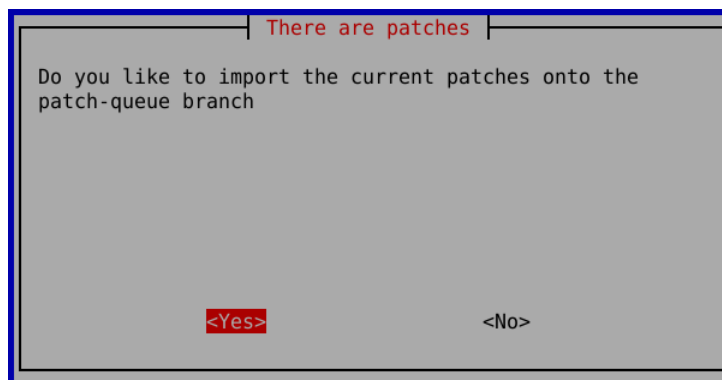 There are patches
Do you like to import the current patches onto the
patch-queue branch
<Yes> <No>